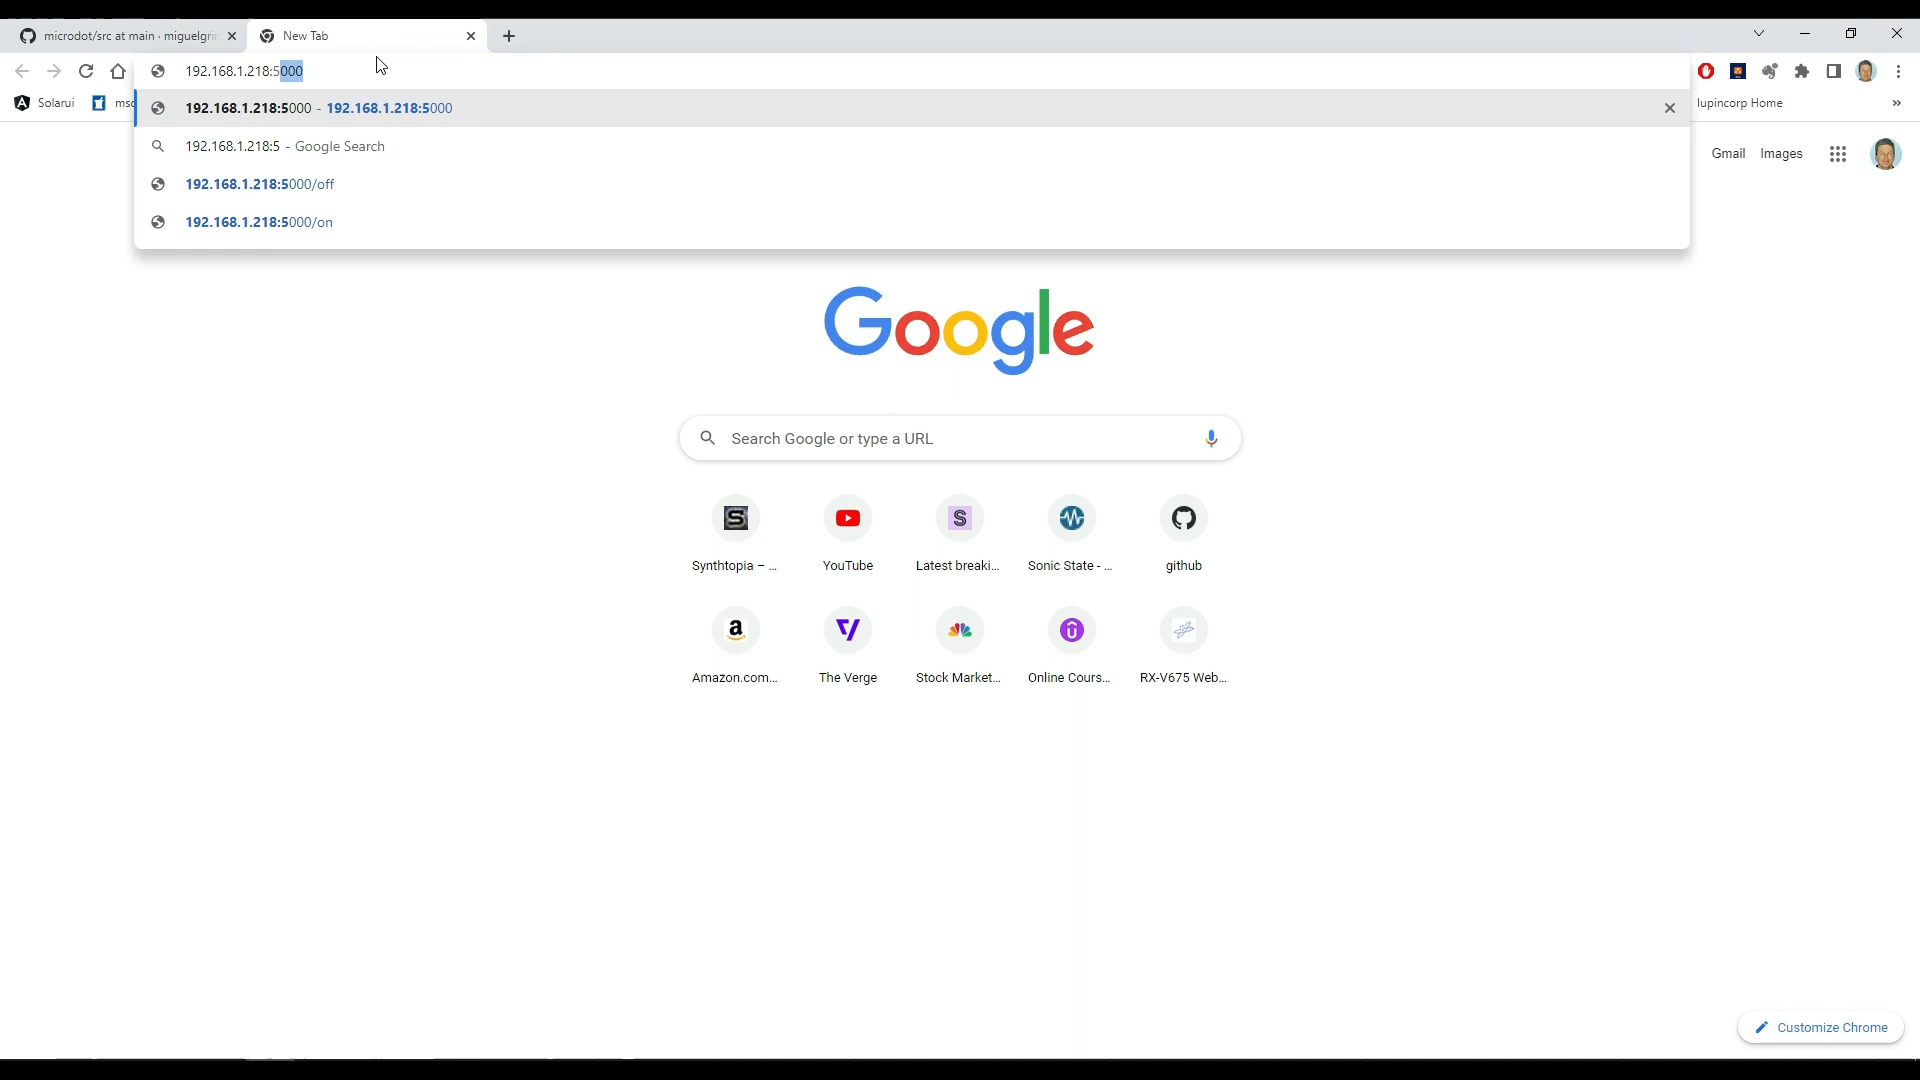 microdot/src at main · miguelgri
New Tab
192.168.1.218:5000
Solarui
msc
192.168.1.218:5000 - 192.168.1.218:5000
lupincorp Home
»
192.168.1.218:5 - Google Search
Gmail Images
192.168.1.218:5000/off
192.168.1.218:5000/on
Google
Search Google or type a URL
Synthtopia – ...
YouTube
Latest breaki...
Sonic State - ...
github
Amazon.com...
The Verge
Stock Market...
Online Cours...
RX-V675 Web...
Customize Chrome